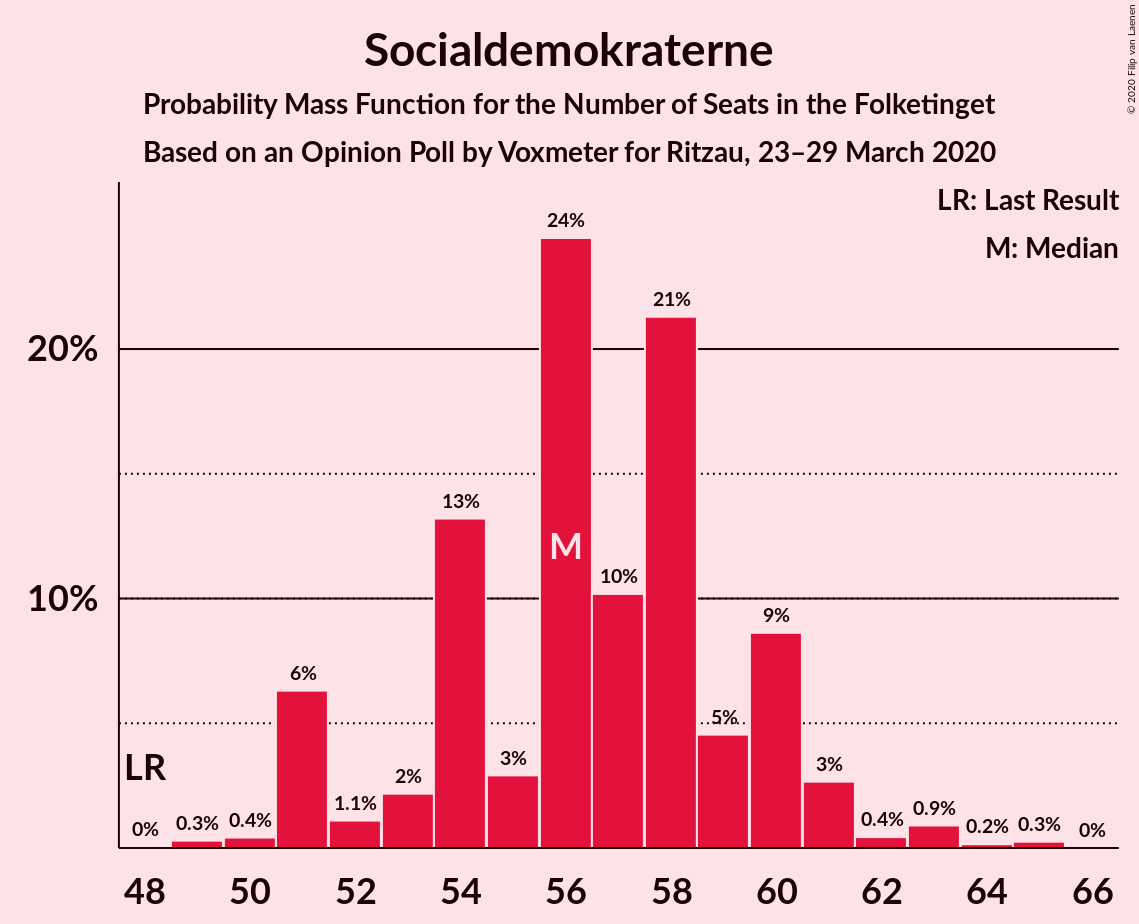 Socialdemokraterne
Probability Mass Function for the Number of Seats in the Folketinget
Based on an Opinion Poll by Voxmeter for Ritzau, 23–29 March 2020
© 2020 Filip van Laenen
LR: Last Result
M: Median
24%
21%
20%
13%
M
10%
10%
9%
6%
5%
LR
3%
3%
2%
1.1%
0%
0.3%
0.4%
0.4%
0.9%
0.2%
0.3%
0%
48 50 52 54 56 58 60 62 64 66